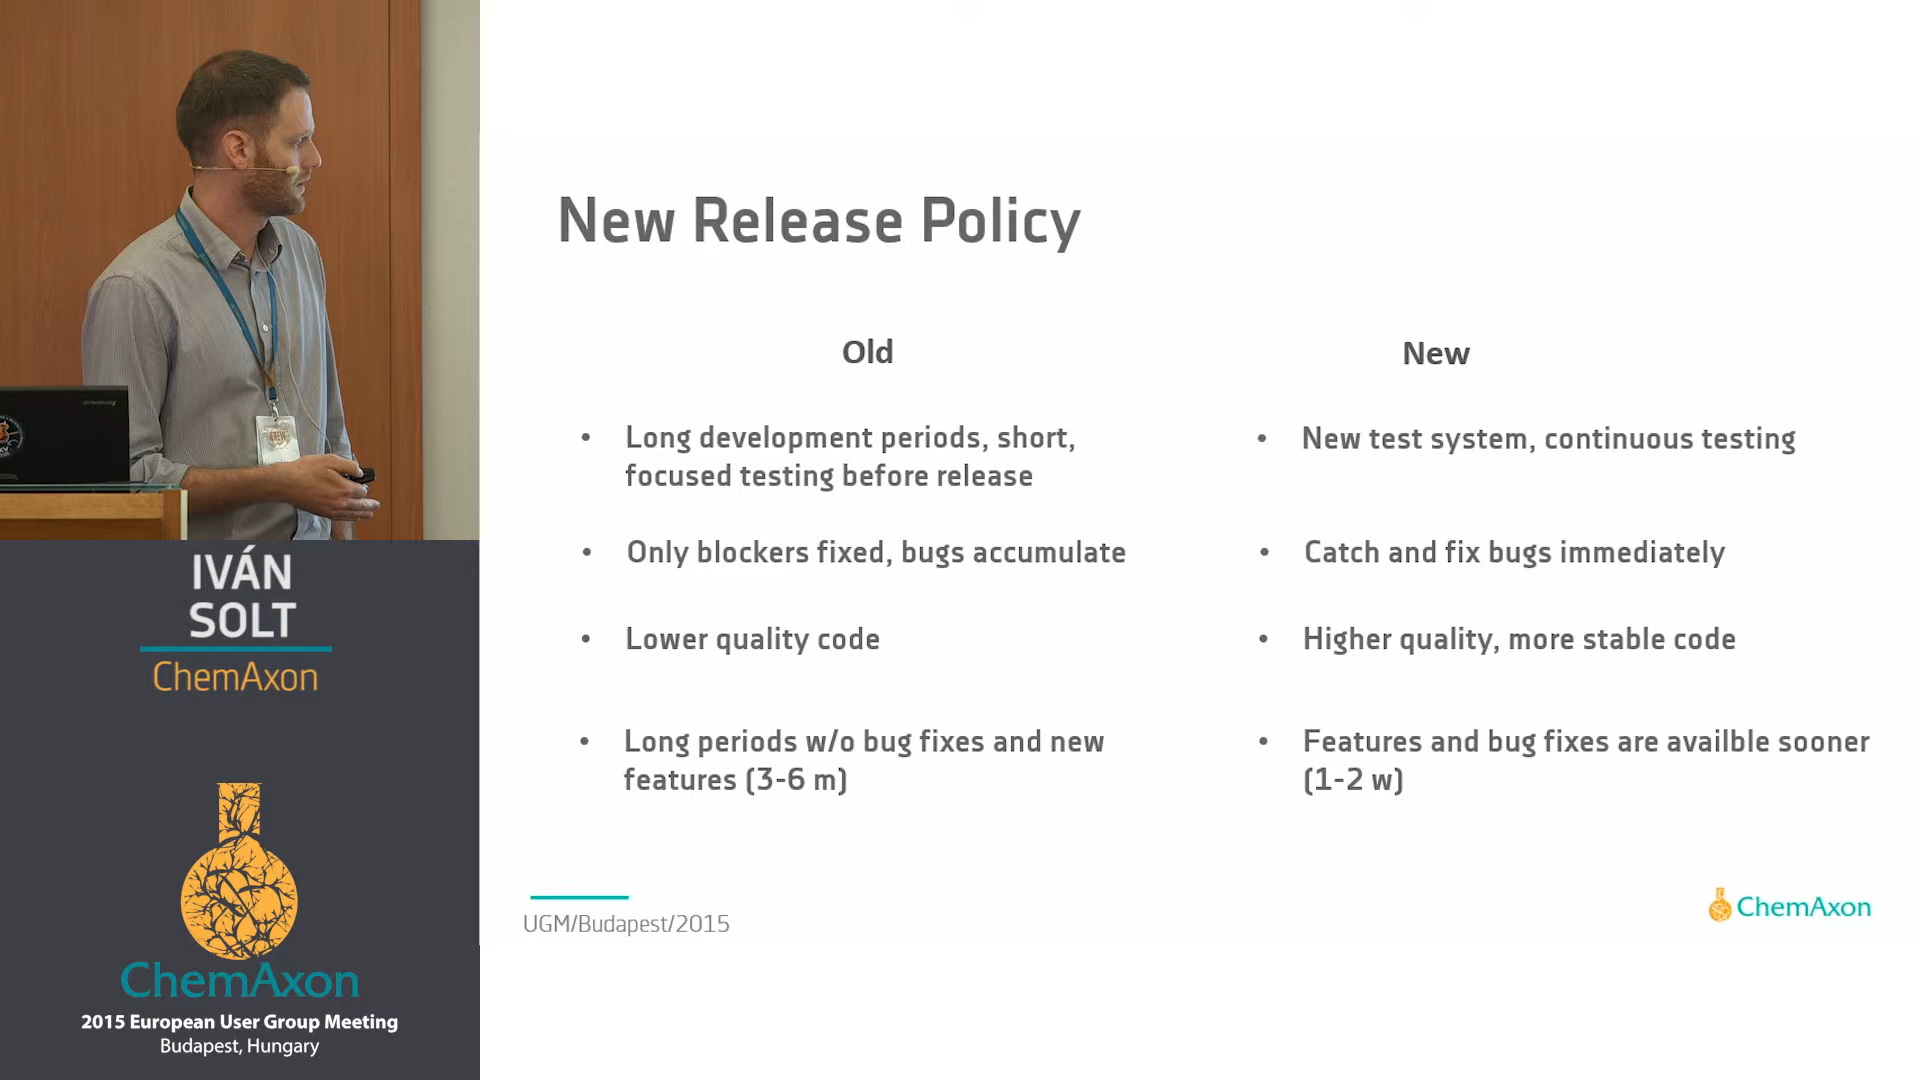 IVÁN
SOLT
ChemAxon
ChemAxon
2015 European User Group Meeting
Budapest, Hungary
New Release Policy
Old
• Long development periods, short,
focused testing before release
• Only blockers fixed, bugs accumulate
• Lower quality code
• Long periods w/o bug fixes and new
features (3-6 m)
New
• New test system, continuous testing
• Catch and fix bugs immediately
• Higher quality, more stable code
• Features and bug fixes are availble sooner
(1-2 w)
UGM/Budapest/2015
ChemAxon